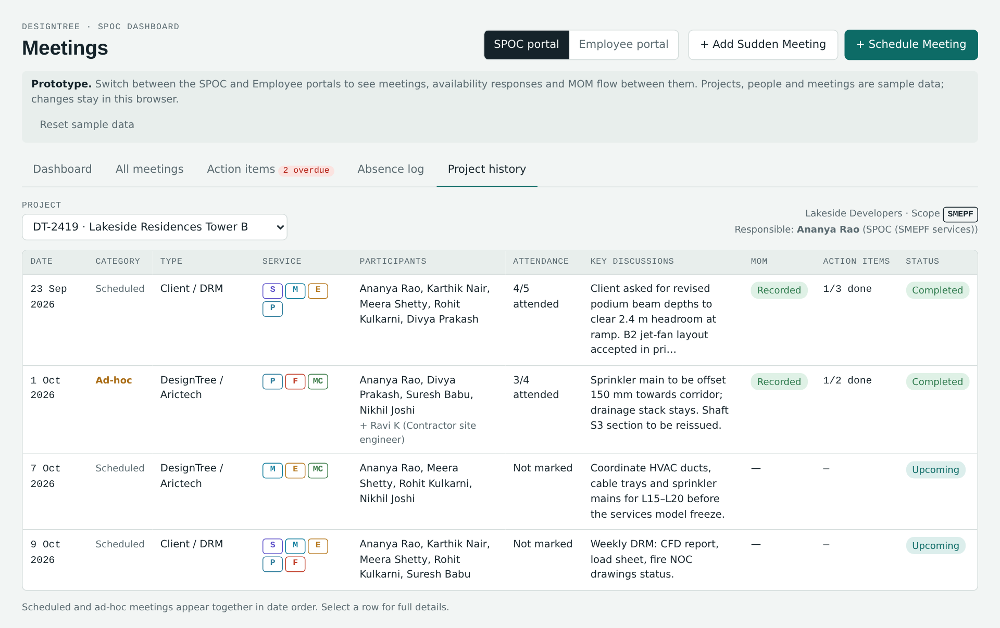 DESIGNTREE · SPOC DASHBOARD
Meetings
SPOC portal
Employee portal
+ Add Sudden Meeting
+ Schedule Meeting
Prototype. Switch between the SPOC and Employee portals to see meetings, availability responses and MOM flow between them. Projects, people and meetings are sample data;
changes stay in this browser.
Reset sample data
Dashboard
All meetings
Action items 2 overdue
Absence log
Project history
PROJECT
DT-2419 · Lakeside Residences Tower B
Lakeside Developers · Scope SMEPF
Responsible: Ananya Rao (SPOC (SMEPF services))
DATE
CATEGORY
TYPE
SERVICE
PARTICIPANTS
ATTENDANCE
KEY DISCUSSIONS
MOM
ACTION ITEMS
STATUS
23 Sep
2026
Scheduled
Client / DRM
S M E
P
Ananya Rao, Karthik Nair,
Meera Shetty, Rohit
Kulkarni, Divya Prakash
4/5
attended
Client asked for revised
podium beam depths to
clear 2.4 m headroom at
ramp. B2 jet-fan layout
accepted in pri…
Recorded
1/3 done
Completed
1 Oct
2026
Ad-hoc
DesignTree /
Arictech
P F MC
Ananya Rao, Divya
Prakash, Suresh Babu,
Nikhil Joshi
+ Ravi K (Contractor site
engineer)
3/4
attended
Sprinkler main to be offset
150 mm towards corridor;
drainage stack stays. Shaft
S3 section to be reissued.
Recorded
1/2 done
Completed
7 Oct
2026
Scheduled
DesignTree /
Arictech
M E MC
Ananya Rao, Meera
Shetty, Rohit Kulkarni,
Nikhil Joshi
Not marked
Coordinate HVAC ducts,
cable trays and sprinkler
mains for L15–L20 before
the services model freeze.
—
—
Upcoming
9 Oct
2026
Scheduled
Client / DRM
S M E
P F
Ananya Rao, Karthik Nair,
Meera Shetty, Rohit
Kulkarni, Suresh Babu
Not marked
Weekly DRM: CFD report,
load sheet, fire NOC
drawings status.
—
—
Upcoming
Scheduled and ad-hoc meetings appear together in date order. Select a row for full details.